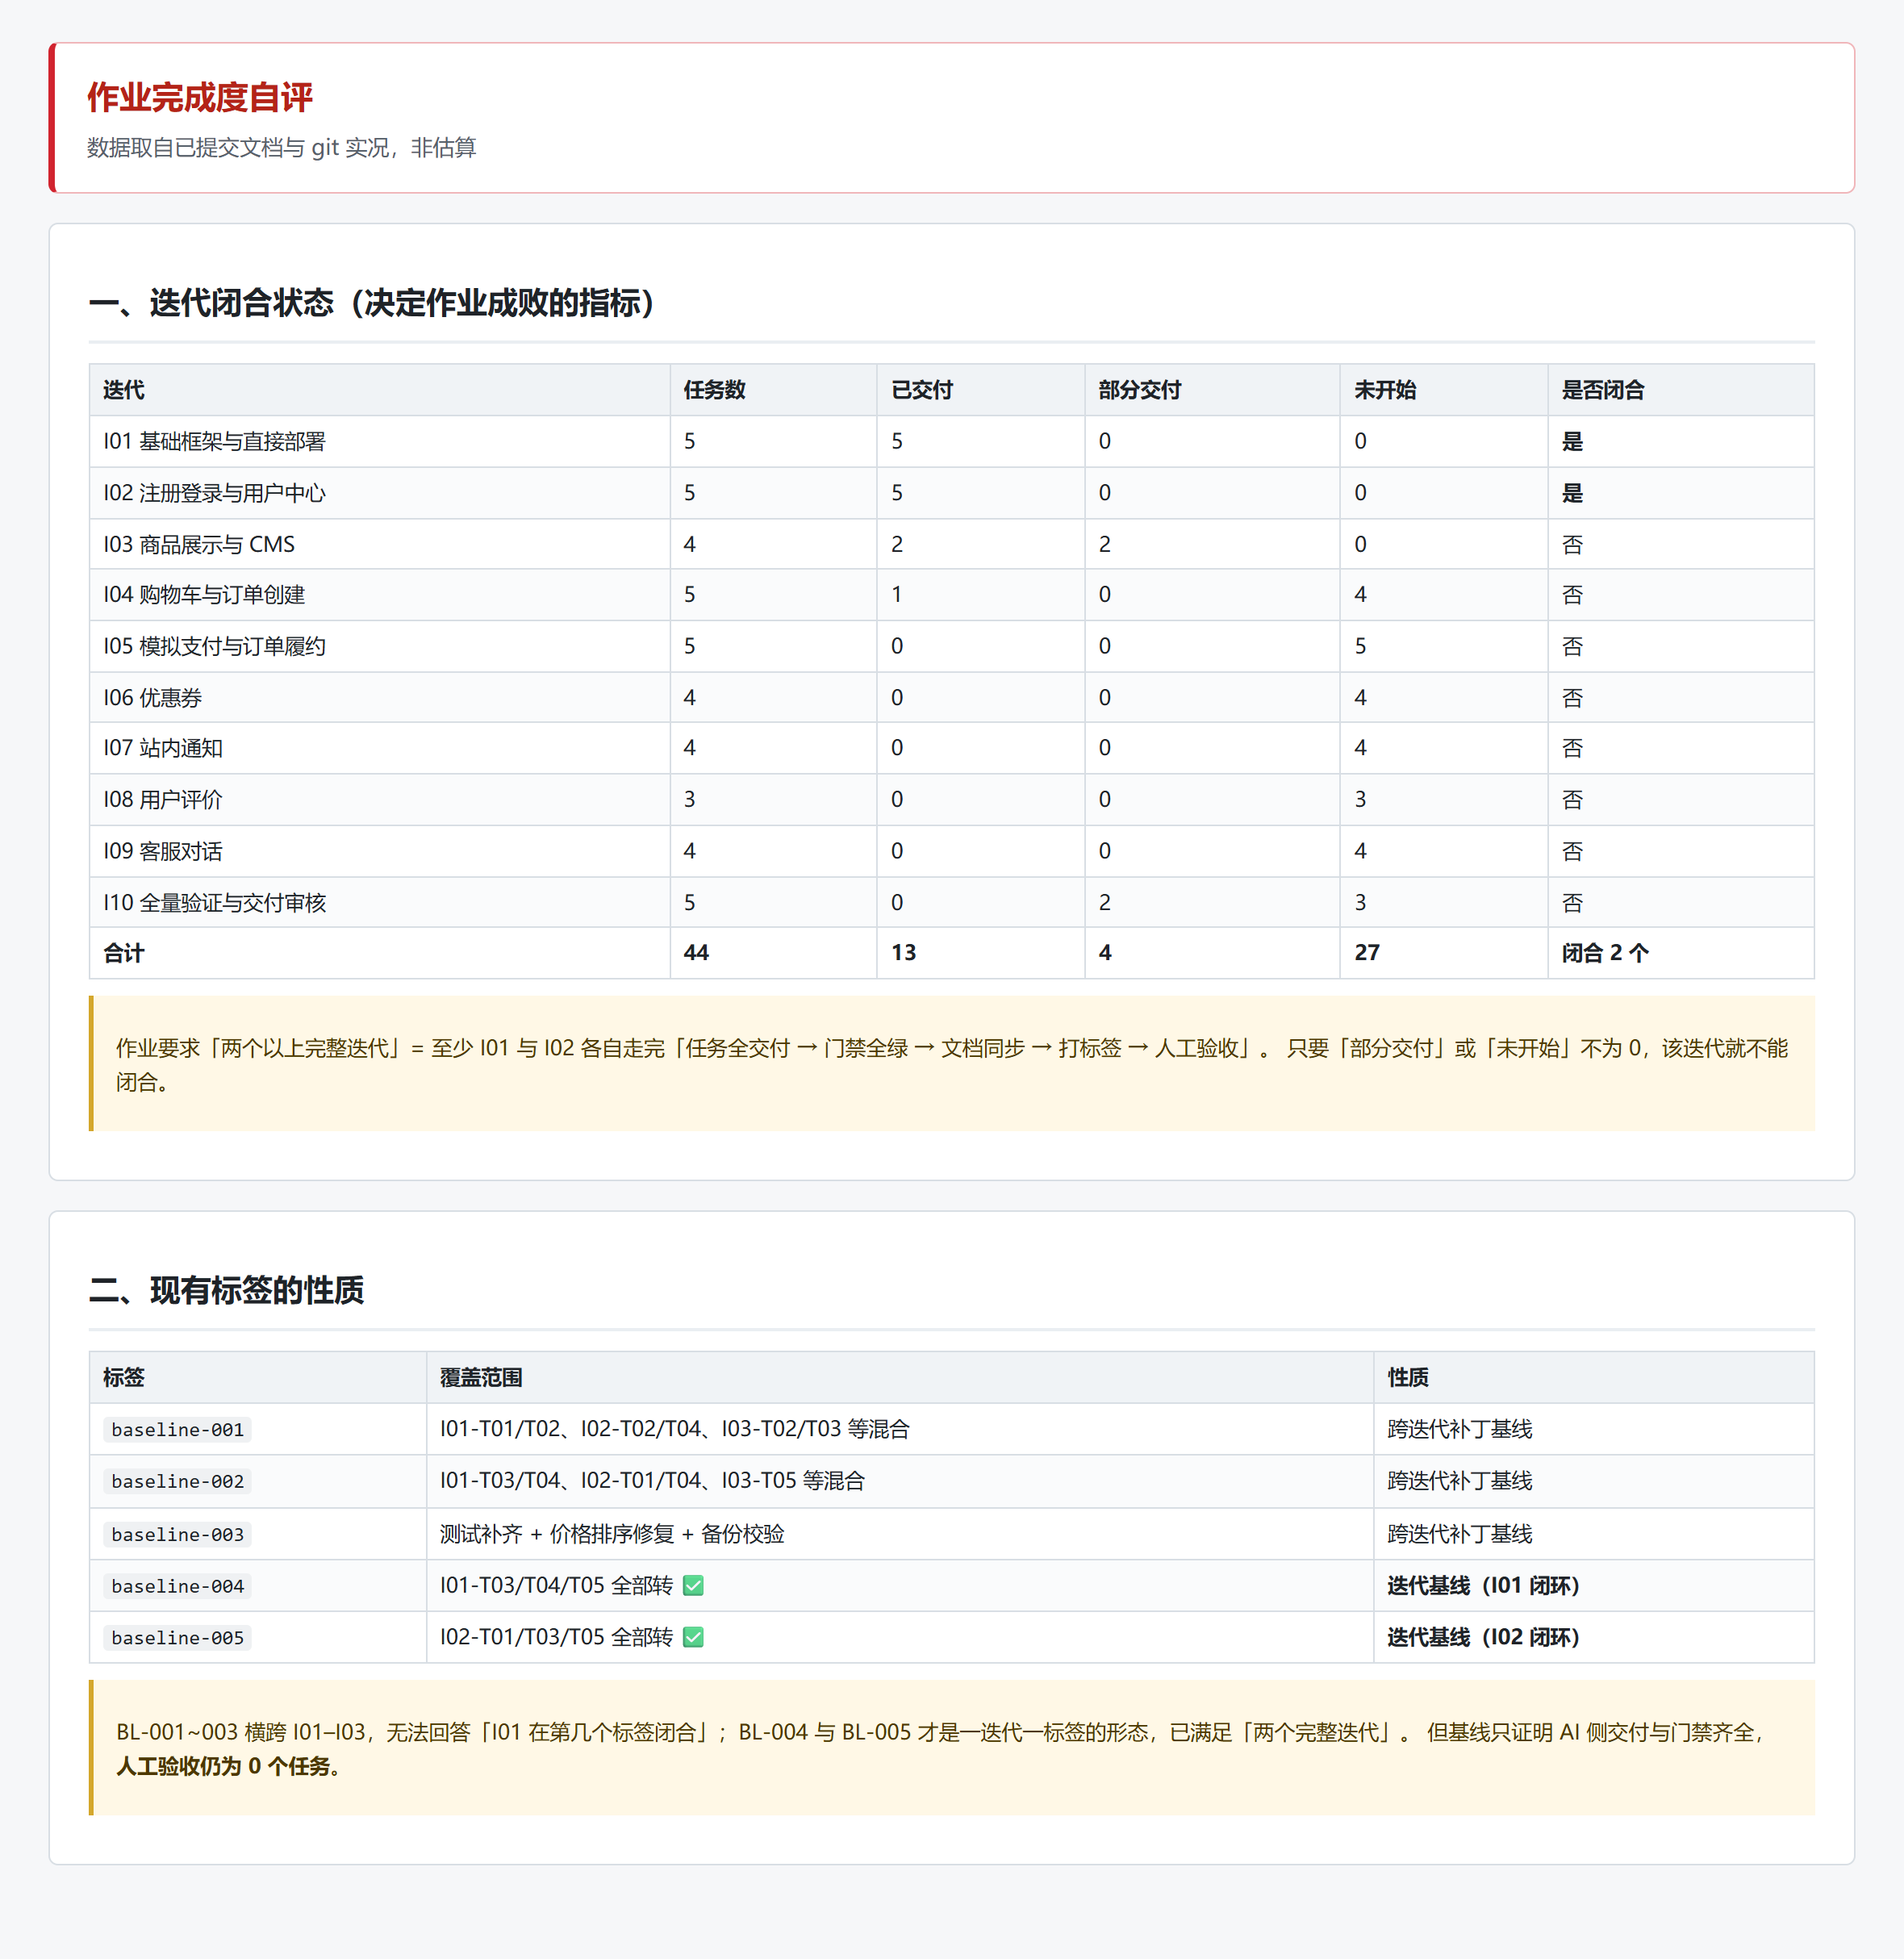 作业完成度自评
数据取自已提交文档与 git 实况，非估算
一、迭代闭合状态（决定作业成败的指标）
迭代 任务数 已交付 部分交付 未开始 是否闭合
I01 基础框架与直接部署 5 5 0 0 是
I02 注册登录与用户中心 5 5 0 0 是
I03 商品展示与 CMS 4 2 2 0 否
I04 购物车与订单创建 5 1 0 4 否
I05 模拟支付与订单履约 5 0 0 5 否
I06 优惠券 4 0 0 4 否
I07 站内通知 4 0 0 4 否
I08 用户评价 3 0 0 3 否
I09 客服对话 4 0 0 4 否
I10 全量验证与交付审核 5 0 2 3 否
合计 44 13 4 27 闭合 2 个
作业要求「两个以上完整迭代」= 至少 I01 与 I02 各自走完「任务全交付 → 门禁全绿 → 文档同步 → 打标签 → 人工验收」。 只要「部分交付」或「未开始」不为 0，该迭代就不能
闭合。
二、现有标签的性质
标签 覆盖范围 性质
baseline-001 I01-T01/T02、I02-T02/T04、I03-T02/T03 等混合 跨迭代补丁基线
baseline-002 I01-T03/T04、I02-T01/T04、I03-T05 等混合 跨迭代补丁基线
baseline-003 测试补齐 + 价格排序修复 + 备份校验 跨迭代补丁基线
baseline-004 I01-T03/T04/T05 全部转 ✅ 迭代基线（I01 闭环）
baseline-005 I02-T01/T03/T05 全部转 ✅ 迭代基线（I02 闭环）
BL-001~003 横跨 I01–I03，无法回答「I01 在第几个标签闭合」；BL-004 与 BL-005 才是一迭代一标签的形态，已满足「两个完整迭代」。 但基线只证明 AI 侧交付与门禁齐全，
人工验收仍为 0 个任务。